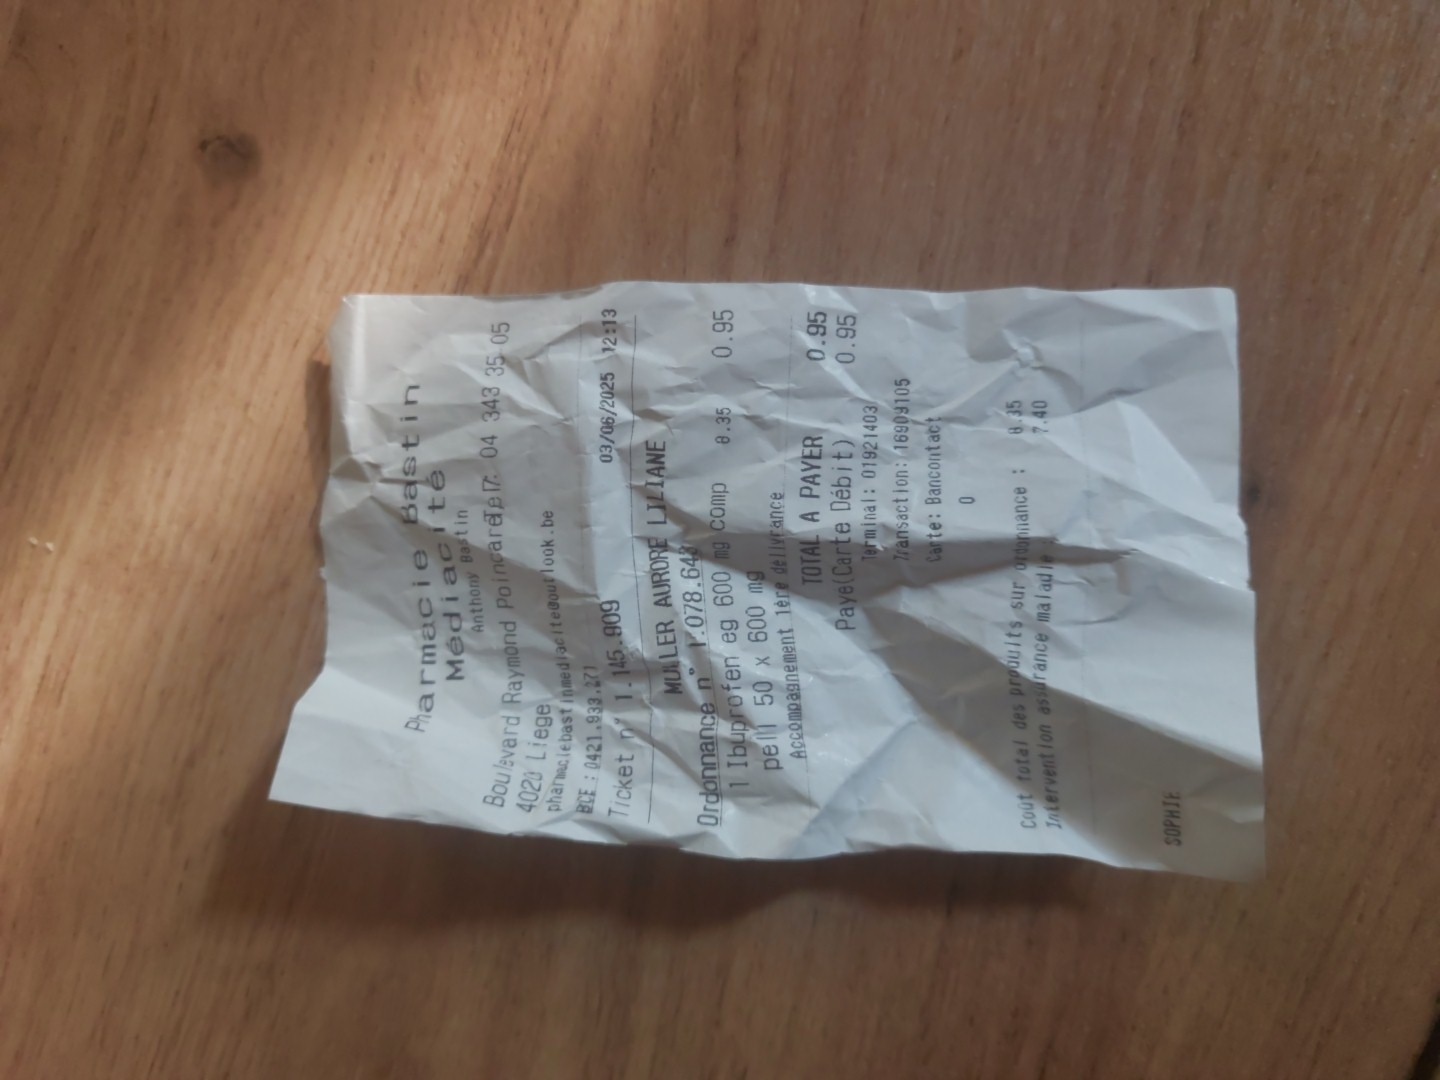 Pharmacie Bastin
Médiacité
Anthony Bastin
Boulevard Raymond Poincaré 7: 04 343 35 05
4020 Liege
pharmaciebastinmediacite@outlook.be
BCE : 0421.933.271
Ticket n° 1.145.909 03/06/2025 12:13
MULLER AURORE LILIANE
Ordonnance n° 1.078.643
1 Ibuprofen eg 600 mg comp 8.35 0.95
pell 50 x 600 mg
Accompagnement 1ère délivrance
TOTAL A PAYER 0.95
Payé(Carte Débit) 0.95
Terminal: 01921403
Transaction: 16909105
Carte: Bancontact
0
Coût total des produits sur ordonnance : 8.35
Intervention assurance maladie : 7.40
SOPHIE